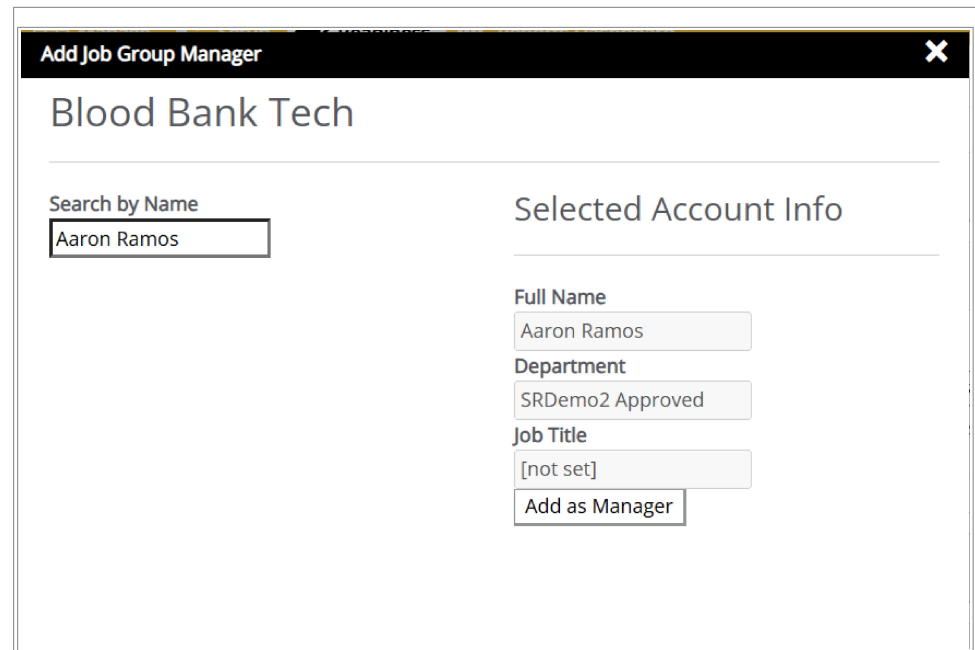 Add Job Group Manager
Blood Bank Tech
Search by Name
Aaron Ramos
Selected Account Info
Full Name
Aaron Ramos
Department
SRDemo2 Approved
Job Title
[not set]
Add as Manager